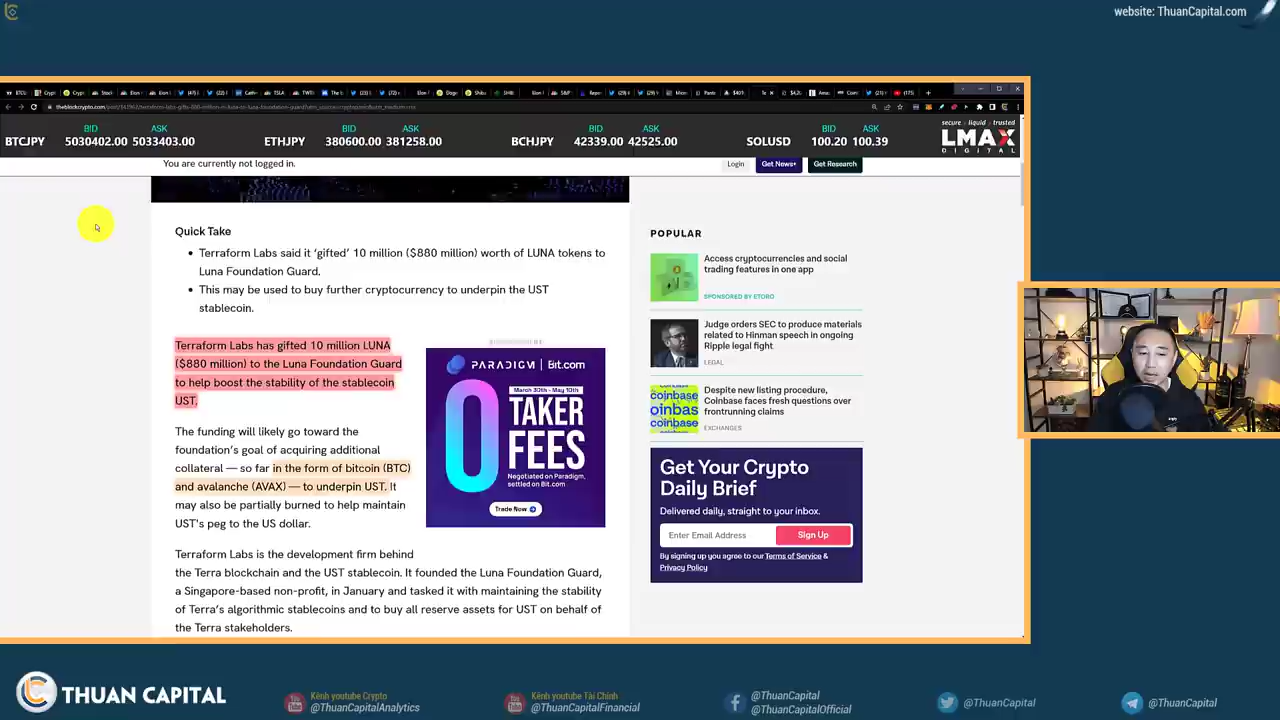 website: ThuanCapital.com
BTCJPY BID 5030402.00 ASK 5033403.00
ETHJPY BID 380600.00 ASK 381258.00
BCHJPY BID 42339.00 ASK 42525.00
SOLUSD BID 100.20 ASK 100.39
secure liquid trusted
LMAX
DIGITAL
You are currently not logged in.
Login
Get News+
Get Research
Quick Take
Terraform Labs said it ‘gifted’ 10 million ($880 million) worth of LUNA tokens to
Luna Foundation Guard.
This may be used to buy further cryptocurrency to underpin the UST
stablecoin.
Terraform Labs has gifted 10 million LUNA
($880 million) to the Luna Foundation Guard
to help boost the stability of the stablecoin
UST.
The funding will likely go toward the
foundation’s goal of acquiring additional
collateral — so far in the form of bitcoin (BTC)
and avalanche (AVAX) — to underpin UST. It
may also be partially burned to help maintain
UST's peg to the US dollar.
Terraform Labs is the development firm behind
the Terra blockchain and the UST stablecoin. It founded the Luna Foundation Guard,
a Singapore-based non-profit, in January and tasked it with maintaining the stability
of Terra’s algorithmic stablecoins and to buy all reserve assets for UST on behalf of
the Terra stakeholders.
PARADIGM | Bit.com
March 30th - May 10th
0 TAKER
FEES
Negotiated on Paradigm,
settled on Bit.com
Trade Now
POPULAR
Access cryptocurrencies and social
trading features in one app
SPONSORED BY ETORO
Judge orders SEC to produce materials
related to Hinman speech in ongoing
Ripple legal fight
LEGAL
coinbase
Despite new listing procedure,
Coinbase faces fresh questions over
frontrunning claims
EXCHANGES
Get Your Crypto
Daily Brief
Delivered daily, straight to your inbox.
Enter Email Address
Sign Up
By signing up you agree to our Terms of Service &
Privacy Policy
THUAN CAPITAL
Kênh youtube Crypto
@ThuanCapitalAnalytics
Kênh youtube Tài Chính
@ThuanCapitalFinancial
@ThuanCapital
@ThuanCapitalOfficial
@ThuanCapital
@ThuanCapital